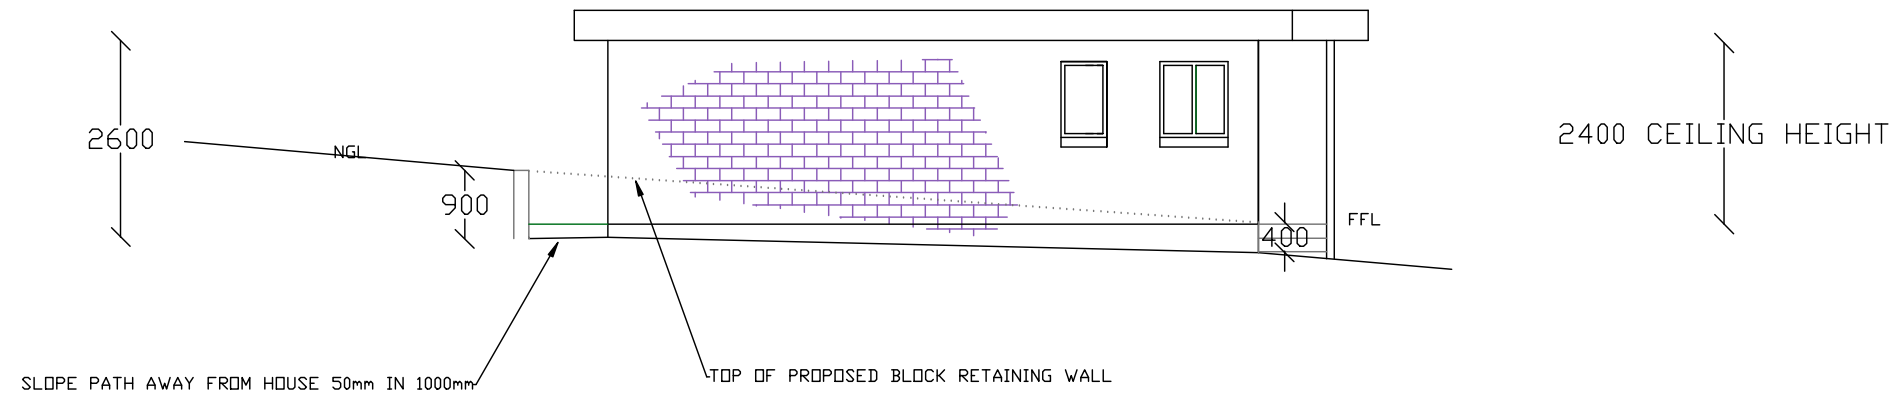 2600
NGL
900
2400 CEILING HEIGHT
FFL
400
SLOPE PATH AWAY FROM HOUSE 50mm IN 1000mm
TOP OF PROPOSED BLOCK RETAINING WALL